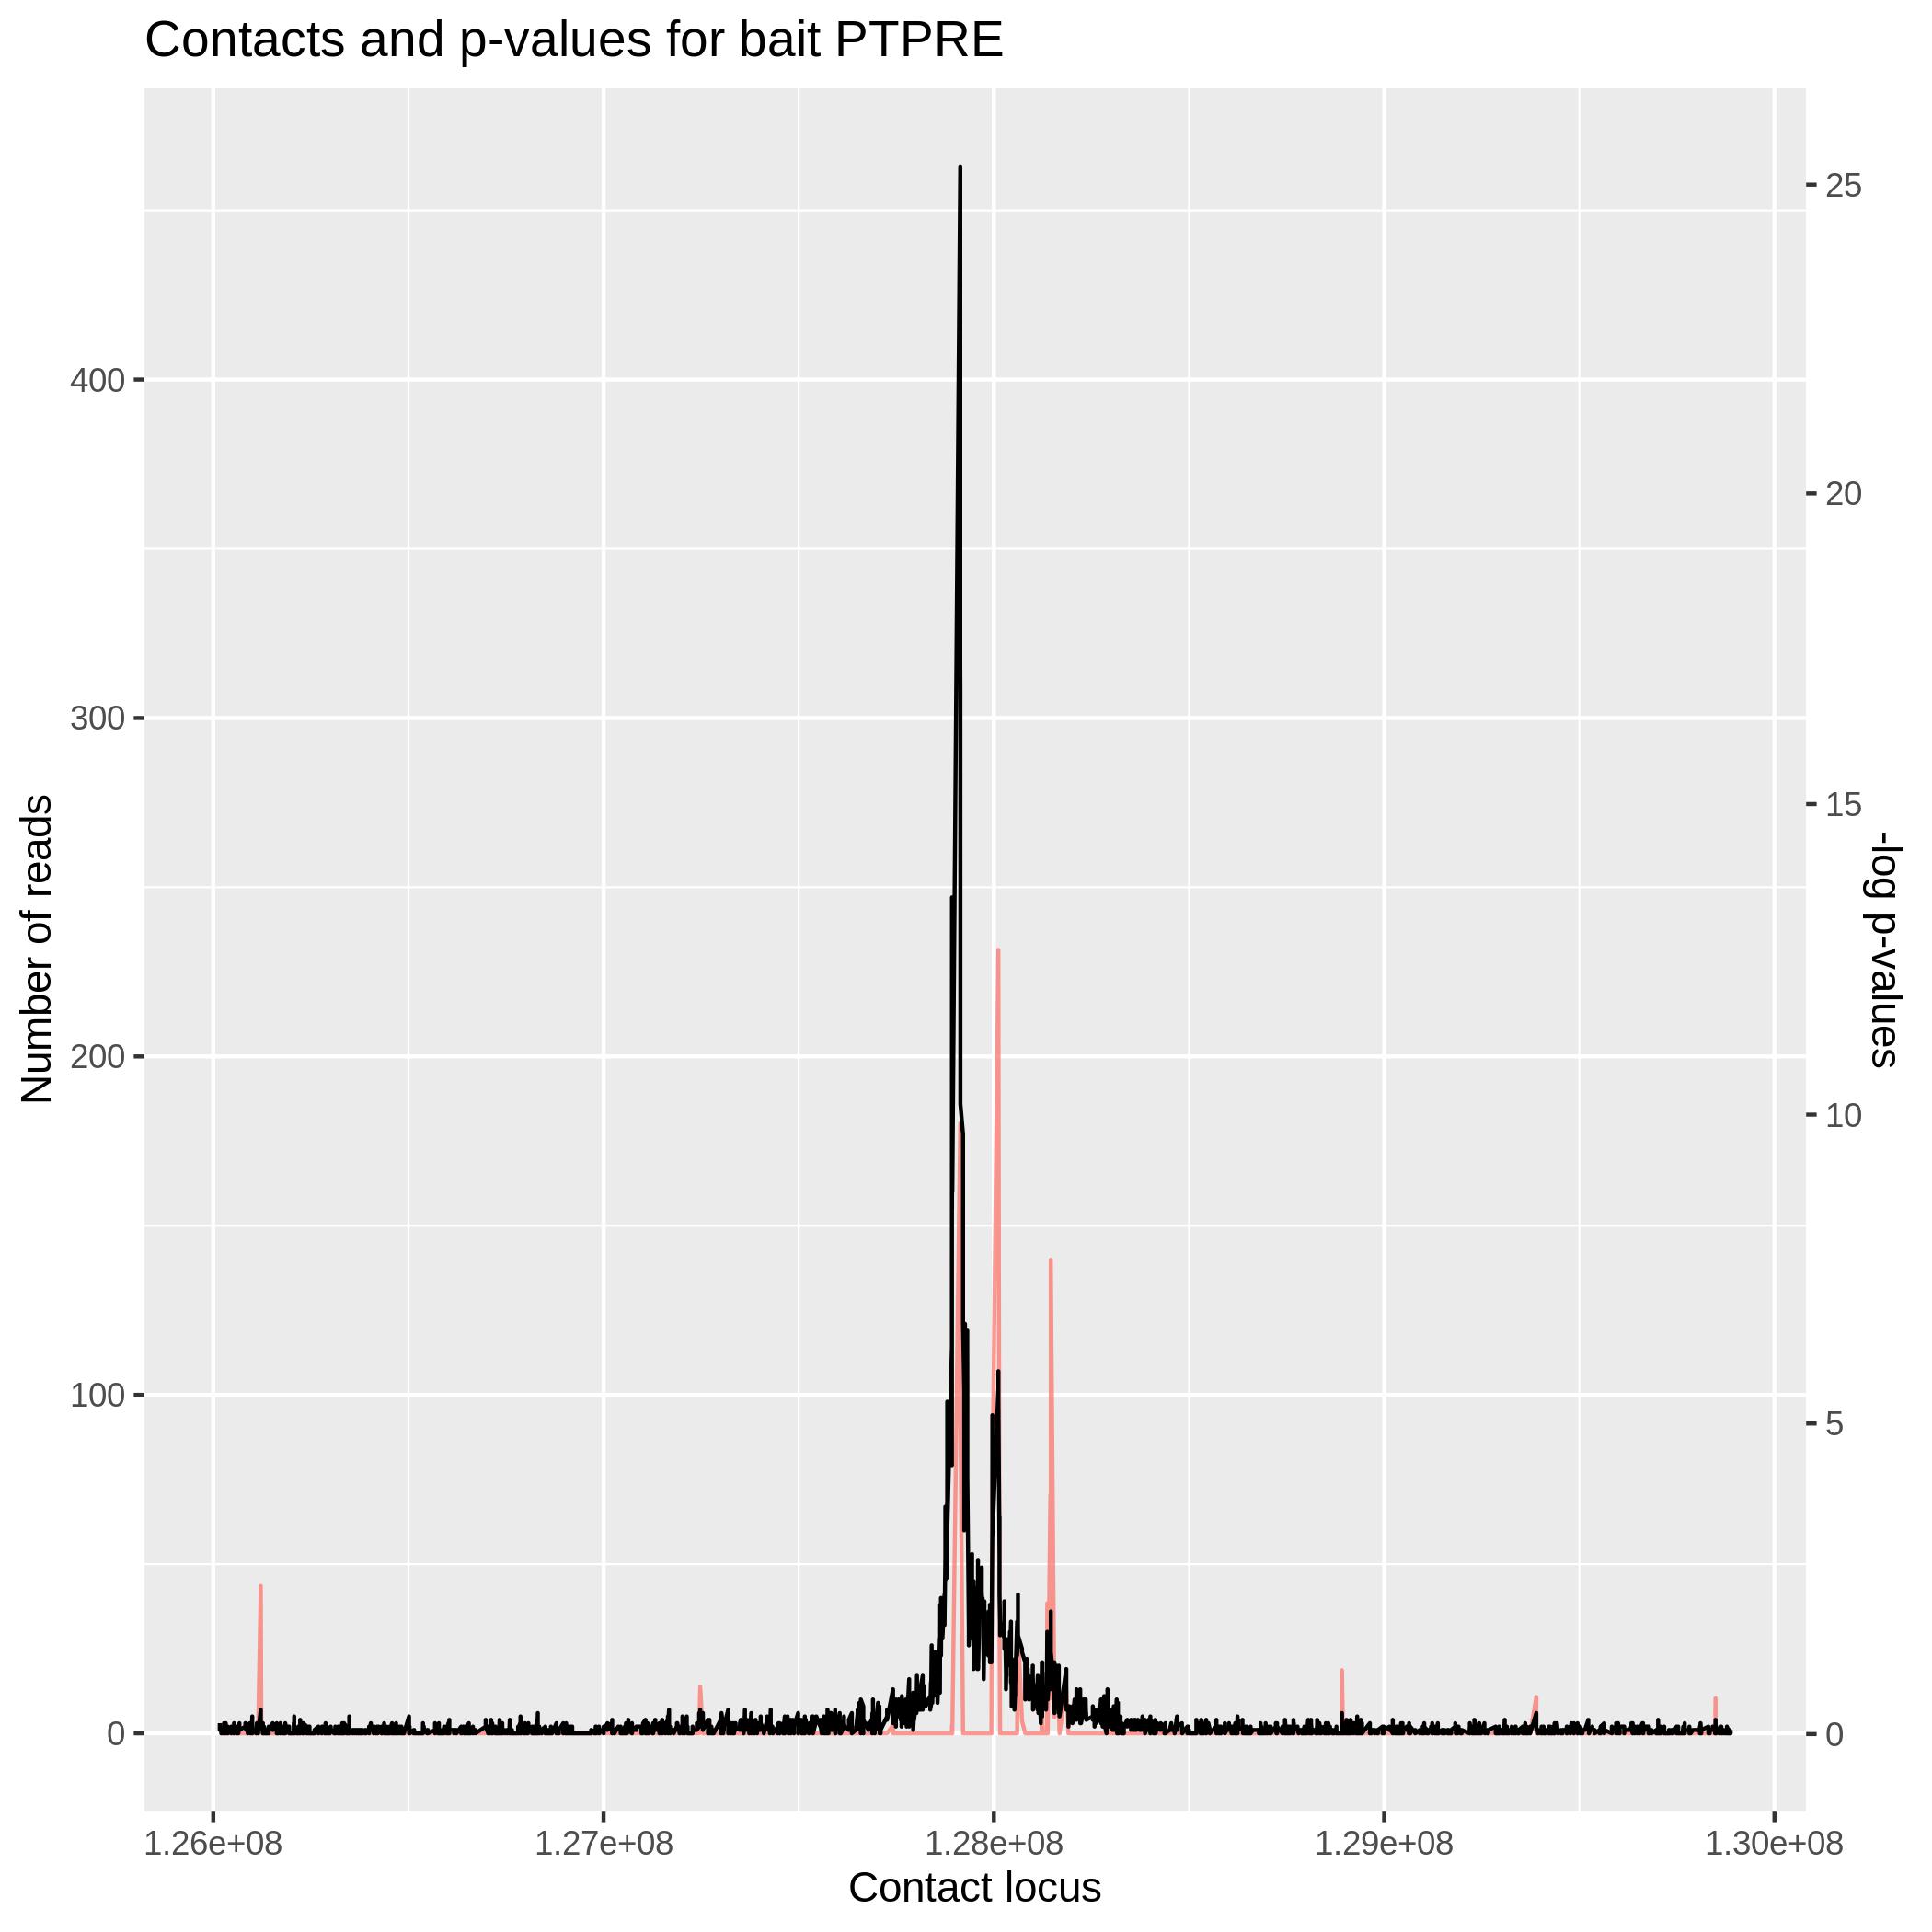 Contacts and p-values for bait PTPRE
Number of reads
400
300
200
100
0
25
20
15
10
5
0
-log p-values
1.26e+08
1.27e+08
1.28e+08
1.29e+08
1.30e+08
Contact locus